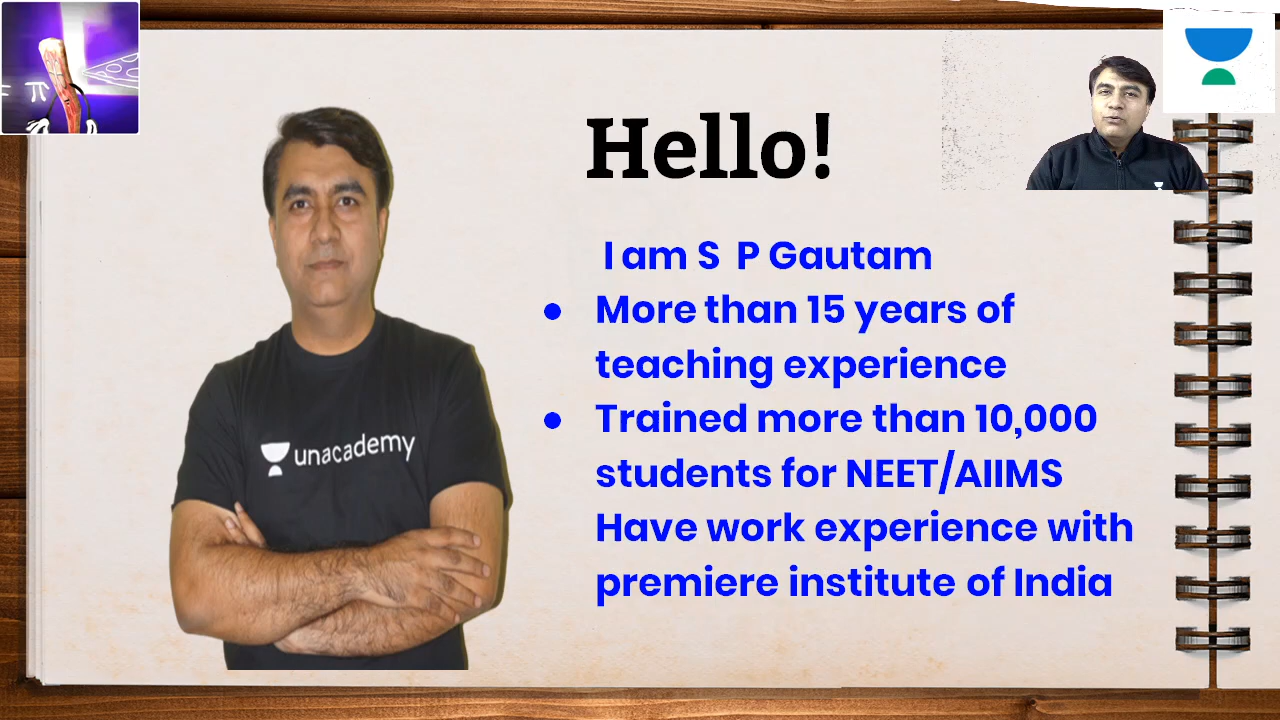 Hello!
I am S P Gautam
● More than 15 years of
teaching experience
● Trained more than 10,000
students for NEET/AIIMS
Have work experience with
premiere institute of India
unacademy
= π